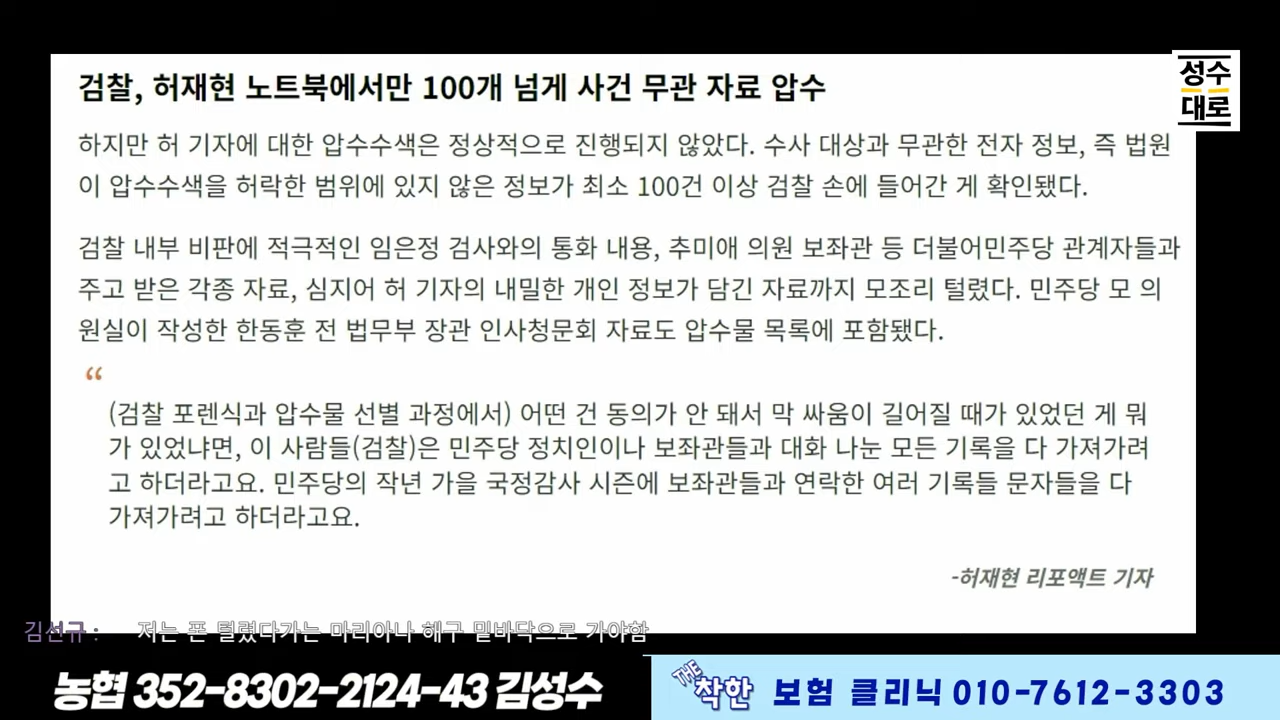 검찰, 허재현 노트북에서만 100개 넘게 사건 무관 자료 압수
성수
대로
하지만 허 기자에 대한 압수수색은 정상적으로 진행되지 않았다. 수사 대상과 무관한 전자 정보, 즉 법원
이 압수수색을 허락한 범위에 있지 않은 정보가 최소 100건 이상 검찰 손에 들어간 게 확인됐다.
검찰 내부 비판에 적극적인 임은정 검사와의 통화 내용, 추미애 의원 보좌관 등 더불어민주당 관계자들과
주고 받은 각종 자료, 심지어 허 기자의 내밀한 개인 정보가 담긴 자료까지 모조리 털렸다. 민주당 모 의
원실이 작성한 한동훈 전 법무부 장관 인사청문회 자료도 압수물 목록에 포함됐다.
“
(검찰 포렌식과 압수물 선별 과정에서) 어떤 건 동의가 안 돼서 막 싸움이 길어질 때가 있었던 게 뭐
가 있었냐면, 이 사람들(검찰)은 민주당 정치인이나 보좌관들과 대화 나눈 모든 기록을 다 가져가려
고 하더라고요. 민주당의 작년 가을 국정감사 시즌에 보좌관들과 연락한 여러 기록들 문자들을 다
가져가려고 하더라고요.
-허재현 리포액트 기자
김선규 : 저는 폰 털렸다가는 마리아나 해구 밑바닥으로 가야함
농협 352-8302-2124-43 김성수
THE 착한 보험 클리닉 010-7612-3303